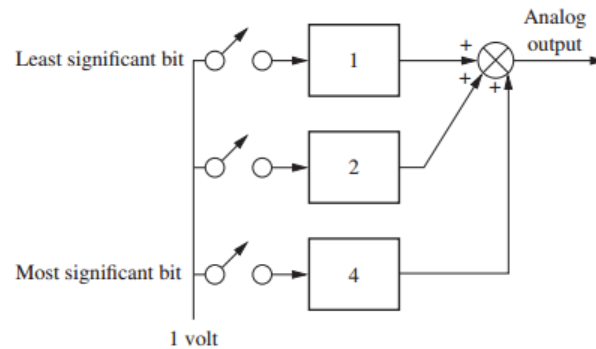 Analog
output
Least significant bit
1
+
+
+
2
Most significant bit
4
1 volt